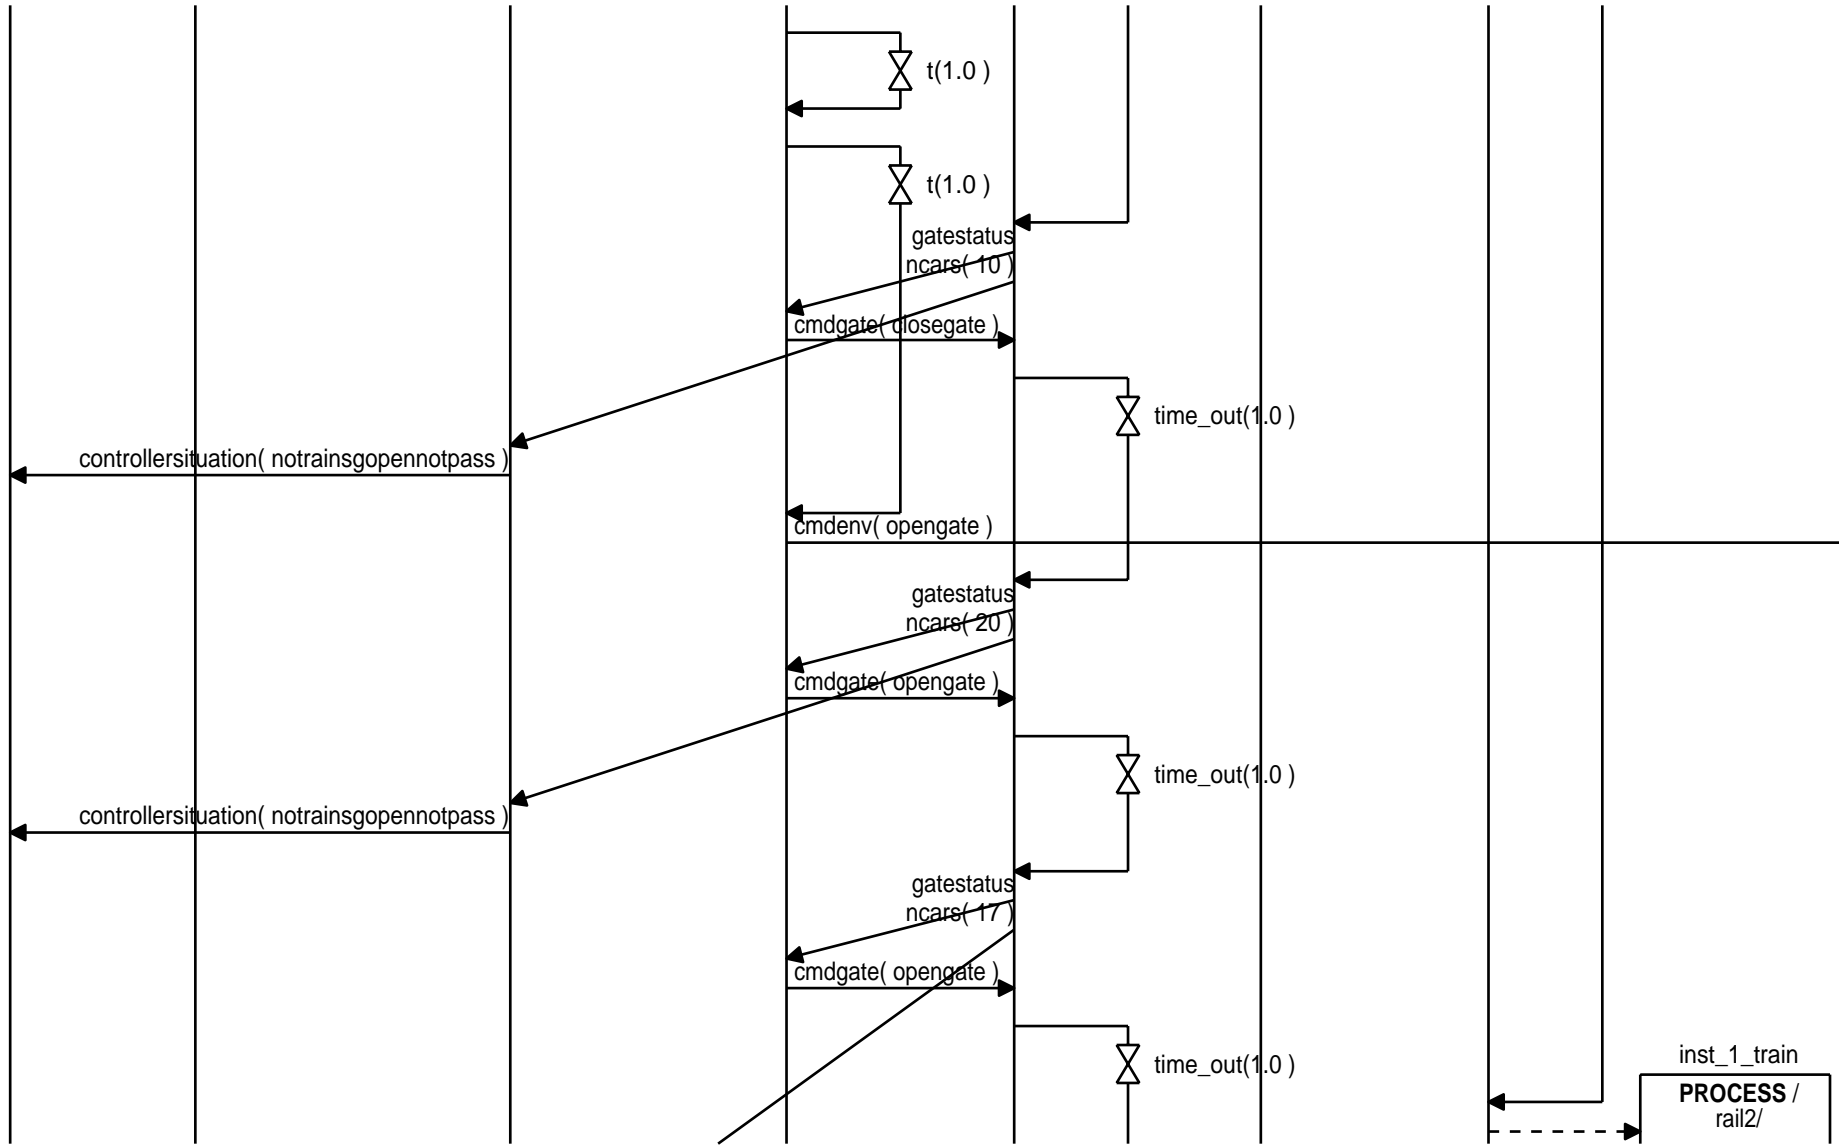 t(1.0 )
t(1.0 )
gatestatus
ncars( 10 )
cmdgate( closegate )
time_out(1.0 )
controllersituation( notrainsgopennotpass )
cmdenv( opengate )
gatestatus
ncars( 20 )
cmdgate( opengate )
time_out(1.0 )
controllersituation( notrainsgopennotpass )
gatestatus
ncars( 17 )
cmdgate( opengate )
time_out(1.0 )
inst_1_train
PROCESS /
rail2/